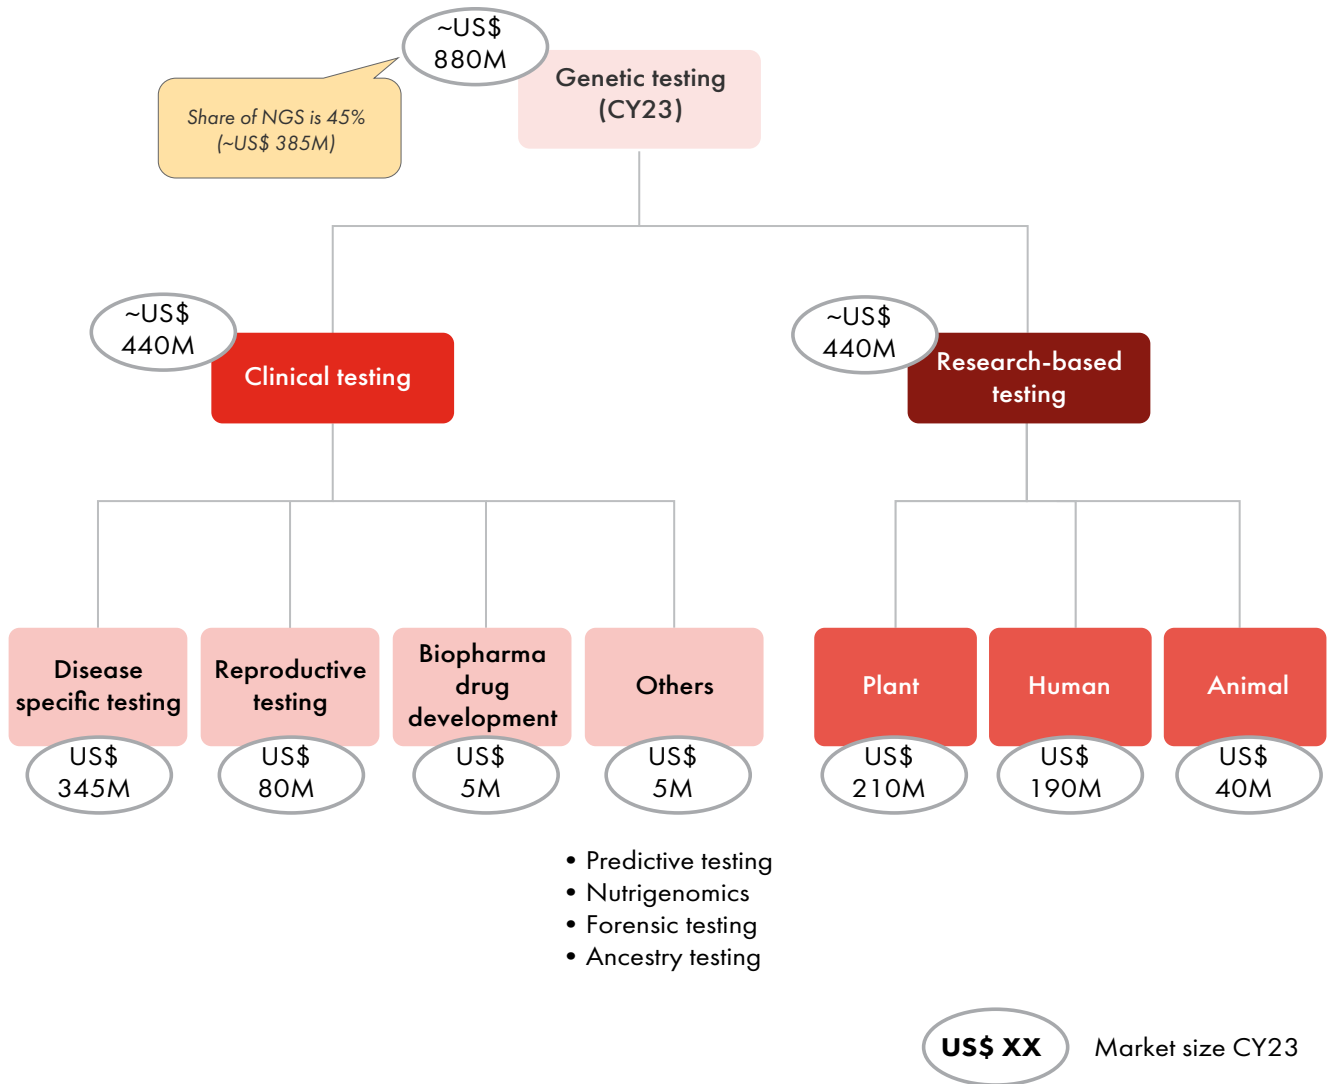 ~US$
880M
Genetic testing
(CY23)
Share of NGS is 45%
(~US$ 385M)
~US$
440M
Clinical testing
~US$
440M
Research-based
testing
Disease
specific testing
US$
345M
Reproductive
testing
US$
80M
Biopharma
drug
development
US$
5M
Others
US$
5M
Plant
US$
210M
Human
US$
190M
Animal
US$
40M
• Predictive testing
• Nutrigenomics
• Forensic testing
• Ancestry testing
US$ XX
Market size CY23